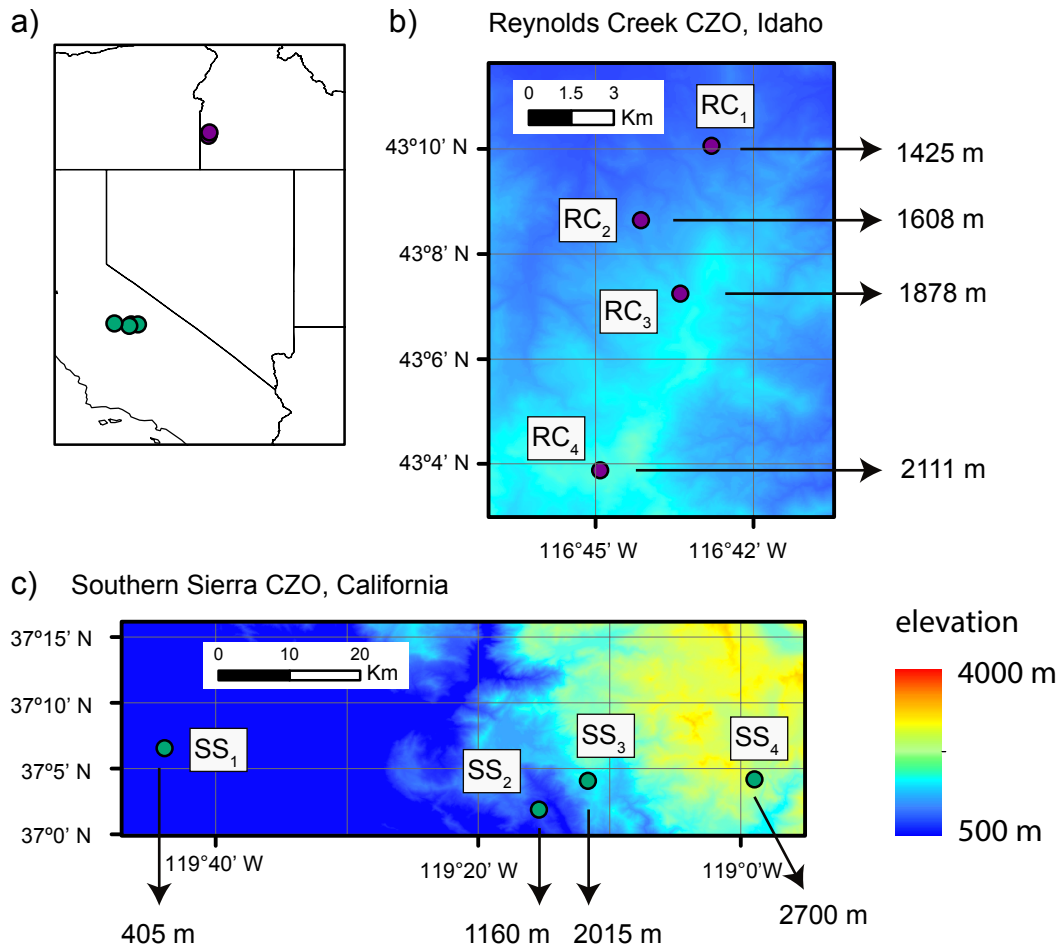 a)
b) Reynolds Creek CZO, Idaho
0 1.5 3
Km
RC₁
43°10’ N
1425 m
RC₂
1608 m
43°8’ N
RC₃
1878 m
43°6’ N
RC₄
43°4’ N
2111 m
116°45’ W 116°42’ W
c) Southern Sierra CZO, California
37°15’ N
0 10 20
Km
37°10’ N
SS₁
SS₂
SS₃
SS₄
37°5’ N
37°0’ N
119°40’ W 119°20’ W 119°0’W
405 m 1160 m 2015 m 2700 m
elevation
4000 m
500 m